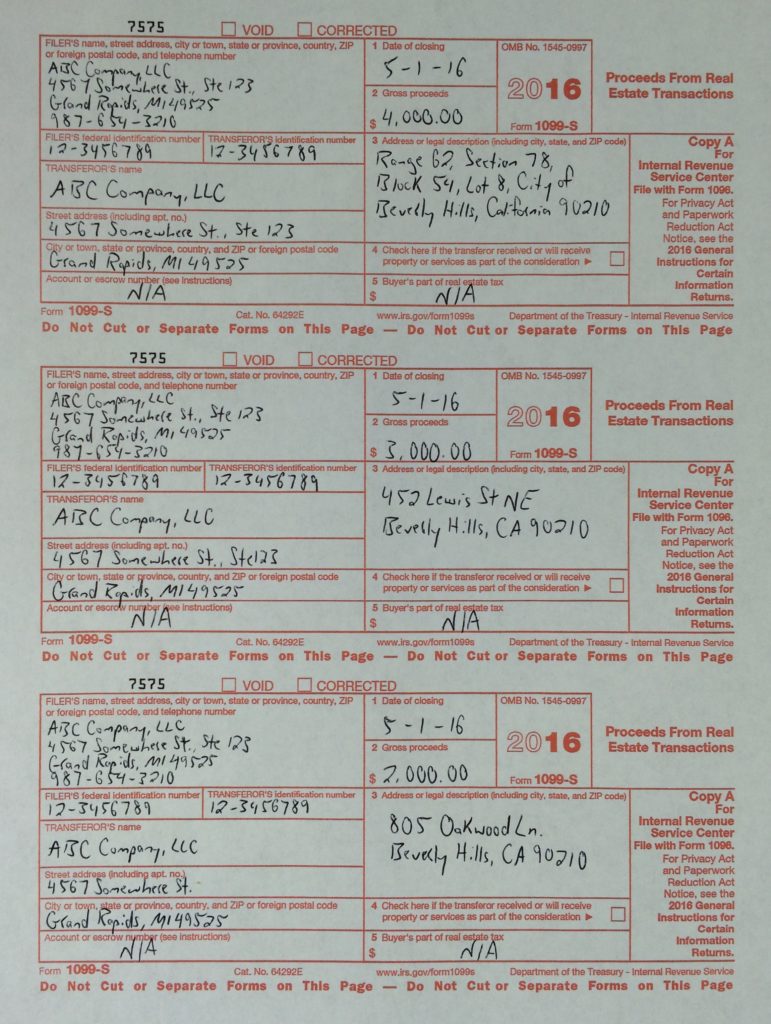 7575 VOID CORRECTED
FILER'S name, street address, city or town, state or province, country, ZIP
or foreign postal code, and telephone number
ABC Company, LLC
4567 Somewhere St., Ste 123
Grand Rapids, MI 49525
987-654-3210
1 Date of closing
5-1-16
2 Gross proceeds
$ 4,000.00
OMB No. 1545-0997
2016
Form 1099-S
Proceeds From Real
Estate Transactions
FILER'S federal identification number
12-3456789
TRANSFEROR'S identification number
12-3456789
TRANSFEROR'S name
ABC Company, LLC
Street address (including apt. no.)
4567 Somewhere St., Ste 123
City or town, state or province, country, and ZIP or foreign postal code
Grand Rapids, MI 49525
Account or escrow number (see instructions)
N/A
3 Address or legal description (including city, state, and ZIP code)
Range 62, Section 78,
Block 54, Lot 8, City of
Beverly Hills, California 90210
4 Check here if the transferor received or will receive
property or services as part of the consideration ►
5 Buyer's part of real estate tax
$ N/A
Copy A
For
Internal Revenue
Service Center
File with Form 1096.
For Privacy Act
and Paperwork
Reduction Act
Notice, see the
2016 General
Instructions for
Certain
Information
Returns.
Form 1099-S Cat. No. 64292E www.irs.gov/form1099s Department of the Treasury - Internal Revenue Service
Do Not Cut or Separate Forms on This Page — Do Not Cut or Separate Forms on This Page
7575 VOID CORRECTED
FILER'S name, street address, city or town, state or province, country, ZIP
or foreign postal code, and telephone number
ABC Company, LLC
4567 Somewhere St., Ste 123
Grand Rapids, MI 49525
987-654-3210
1 Date of closing
5-1-16
2 Gross proceeds
$ 3,000.00
OMB No. 1545-0997
2016
Form 1099-S
Proceeds From Real
Estate Transactions
FILER'S federal identification number
12-3456789
TRANSFEROR'S identification number
12-3456789
TRANSFEROR'S name
ABC Company, LLC
Street address (including apt. no.)
4567 Somewhere St., Ste123
City or town, state or province, country, and ZIP or foreign postal code
Grand Rapids, MI 49525
Account or escrow number (see instructions)
N/A
3 Address or legal description (including city, state, and ZIP code)
452 Lewis St NE
Beverly Hills, CA 90210
4 Check here if the transferor received or will receive
property or services as part of the consideration ►
5 Buyer's part of real estate tax
$ N/A
Copy A
For
Internal Revenue
Service Center
File with Form 1096.
For Privacy Act
and Paperwork
Reduction Act
Notice, see the
2016 General
Instructions for
Certain
Information
Returns.
Form 1099-S Cat. No. 64292E www.irs.gov/form1099s Department of the Treasury - Internal Revenue Service
Do Not Cut or Separate Forms on This Page — Do Not Cut or Separate Forms on This Page
7575 VOID CORRECTED
FILER'S name, street address, city or town, state or province, country, ZIP
or foreign postal code, and telephone number
ABC Company, LLC
4567 Somewhere St., Ste 123
Grand Rapids, MI 49525
987-654-3210
1 Date of closing
5-1-16
2 Gross proceeds
$ 2,000.00
OMB No. 1545-0997
2016
Form 1099-S
Proceeds From Real
Estate Transactions
FILER'S federal identification number
12-3456789
TRANSFEROR'S identification number
12-3456789
TRANSFEROR'S name
ABC Company, LLC
Street address (including apt. no.)
4567 Somewhere St.
City or town, state or province, country, and ZIP or foreign postal code
Grand Rapids, MI 49525
Account or escrow number (see instructions)
N/A
3 Address or legal description (including city, state, and ZIP code)
805 Oakwood Ln.
Beverly Hills, CA 90210
4 Check here if the transferor received or will receive
property or services as part of the consideration ►
5 Buyer's part of real estate tax
$ N/A
Copy A
For
Internal Revenue
Service Center
File with Form 1096.
For Privacy Act
and Paperwork
Reduction Act
Notice, see the
2016 General
Instructions for
Certain
Information
Returns.
Form 1099-S Cat. No. 64292E www.irs.gov/form1099s Department of the Treasury - Internal Revenue Service
Do Not Cut or Separate Forms on This Page — Do Not Cut or Separate Forms on This Page